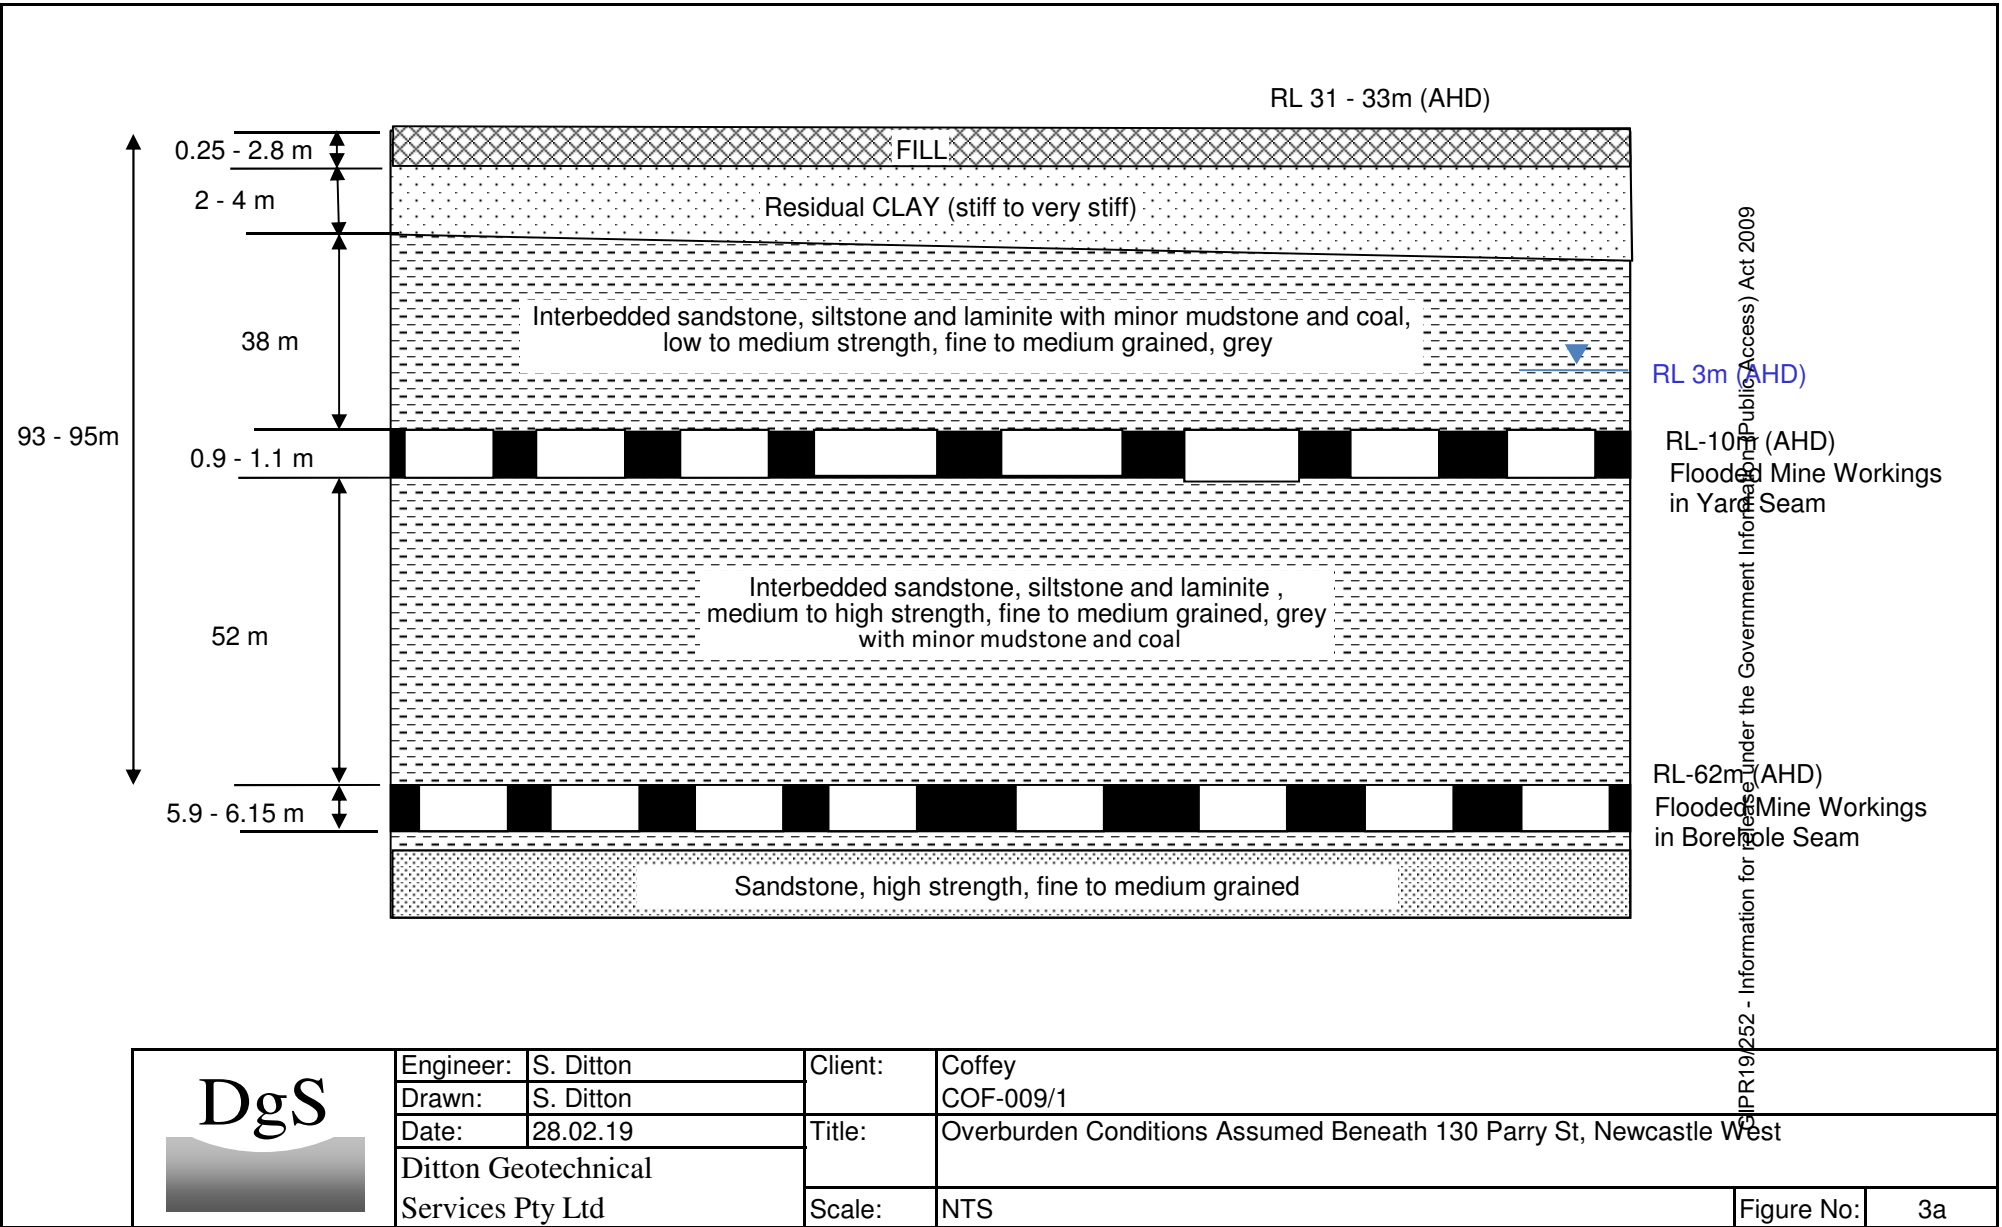 RL 31 - 33m (AHD)
0.25 - 2.8 m
FILL
2 - 4 m
Residual CLAY (stiff to very stiff)
38 m
Interbedded sandstone, siltstone and laminite with minor mudstone and coal,
low to medium strength, fine to medium grained, grey
RL 3m (AHD)
93 - 95m
0.9 - 1.1 m
RL-10m (AHD)
Flooded Mine Workings
in Yard Seam
52 m
Interbedded sandstone, siltstone and laminite ,
medium to high strength, fine to medium grained, grey
with minor mudstone and coal
RL-62m (AHD)
Flooded Mine Workings
in Borehole Seam
5.9 - 6.15 m
Sandstone, high strength, fine to medium grained
GIPR19/252 - Information for release under the Government Information (Public Access) Act 2009
DgS
Engineer: S. Ditton
Drawn: S. Ditton
Date: 28.02.19
Ditton Geotechnical
Services Pty Ltd
Client: Coffey
COF-009/1
Title: Overburden Conditions Assumed Beneath 130 Parry St, Newcastle West
Scale: NTS
Figure No: 3a